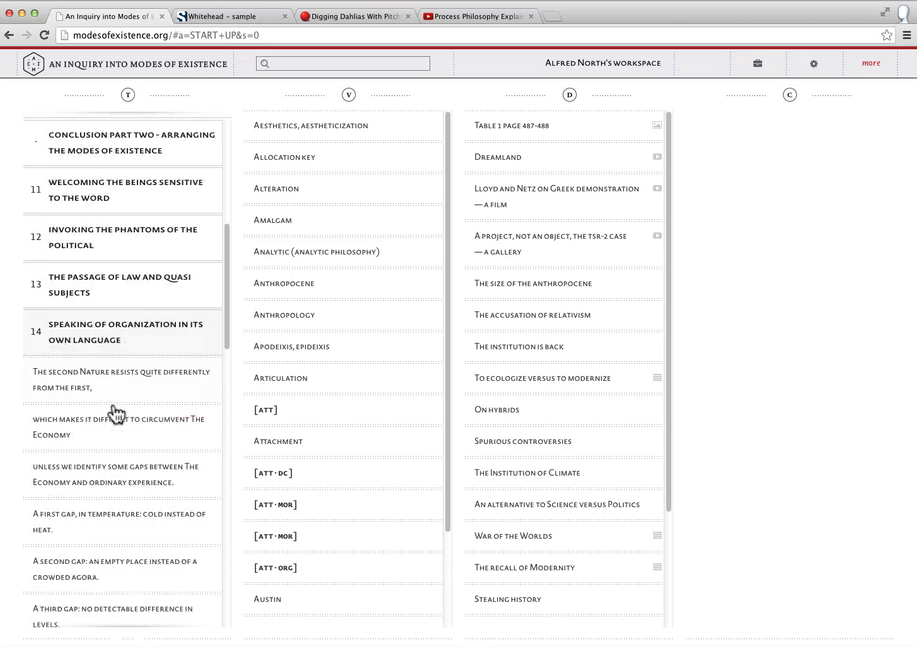 An Inquiry into Modes of E
Whitehead – sample
Digging Dahlias With Pitch
Process Philosophy Explai
modesofexistence.org/#a=START+UP&s=0
AN INQUIRY INTO MODES OF EXISTENCE
ALFRED NORTH'S WORKSPACE
more
T
V
D
C
CONCLUSION PART TWO - ARRANGING
THE MODES OF EXISTENCE
11 WELCOMING THE BEINGS SENSITIVE
TO THE WORD
12 INVOKING THE PHANTOMS OF THE
POLITICAL
13 THE PASSAGE OF LAW AND QUASI
SUBJECTS
14 SPEAKING OF ORGANIZATION IN ITS
OWN LANGUAGE
THE SECOND NATURE RESISTS QUITE DIFFERENTLY
FROM THE FIRST,
WHICH MAKES IT TO CIRCUMVENT THE
ECONOMY
UNLESS WE IDENTIFY SOME GAPS BETWEEN THE
ECONOMY AND ORDINARY EXPERIENCE.
A FIRST GAP, IN TEMPERATURE: COLD INSTEAD OF
HEAT.
A SECOND GAP: AN EMPTY PLACE INSTEAD OF A
CROWDED AGORA.
A THIRD GAP: NO DETECTABLE DIFFERENCE IN
LEVELS.
AESTHETICS, AESTHETICIZATION
ALLOCATION KEY
ALTERATION
AMALGAM
ANALYTIC (ANALYTIC PHILOSOPHY)
ANTHROPOCENE
ANTHROPOLOGY
APODEIXIS, EPIDEIXIS
ARTICULATION
[ATT]
ATTACHMENT
[ATT·DC]
[ATT·MOR]
[ATT·MOR]
[ATT·ORG]
AUSTIN
TABLE 1 PAGE 487-488
DREAMLAND
LLOYD AND NETZ ON GREEK DEMONSTRATION
— A FILM
A PROJECT, NOT AN OBJECT, THE TSR-2 CASE
— A GALLERY
THE SIZE OF THE ANTHROPOCENE
THE ACCUSATION OF RELATIVISM
THE INSTITUTION IS BACK
TO ECOLOGIZE VERSUS TO MODERNIZE
ON HYBRIDS
SPURIOUS CONTROVERSIES
THE INSTITUTION OF CLIMATE
AN ALTERNATIVE TO SCIENCE VERSUS POLITICS
WAR OF THE WORLDS
THE RECALL OF MODERNITY
STEALING HISTORY